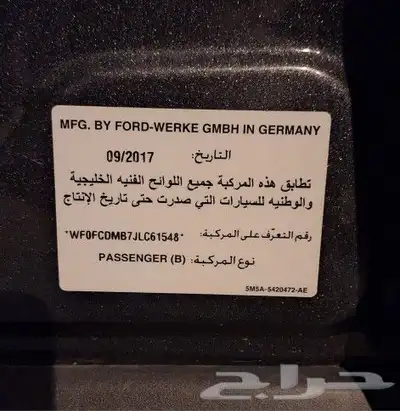 MFG. BY FORD-WERKE GMBH IN GERMANY
التاريخ: 09/2017
تطابق هذه المركبة جميع اللوائح الفنيه الخليجية
والوطنيه للسيارات التي صدرت حتى تاريخ الإنتاج
رقم التعرّف على المركبة: *WF0FCDMB7JLC61548*
نوع المركبة: PASSENGER (B)
5M5A-5420472-AE
حراج